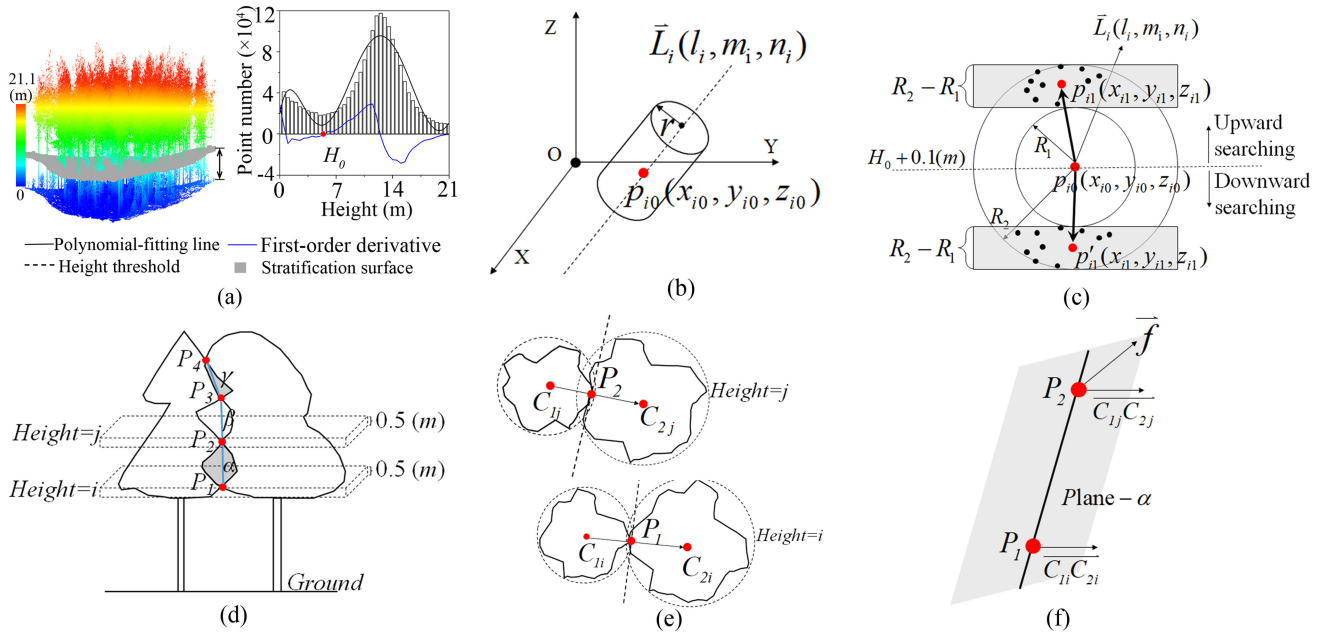 21.1
(m)
0
Point number (×10⁴)
12
8
4
0
-4
H₀
0
7
14
21
Height (m)
Polynomial-fitting line
First-order derivative
Height threshold
Stratification surface
(a)
Z
L⃗ᵢ(lᵢ, mᵢ, nᵢ)
r
O
Y
pᵢ₀(xᵢ₀, yᵢ₀, zᵢ₀)
X
(b)
L⃗ᵢ(lᵢ, mᵢ, nᵢ)
R₂ − R₁
pᵢ₁(xᵢ₁, yᵢ₁, zᵢ₁)
R₁
Upward
searching
H₀ + 0.1(m)
pᵢ₀(xᵢ₀, yᵢ₀, zᵢ₀)
Downward
searching
R₂
R₂ − R₁
p′ᵢ₁(xᵢ₁, yᵢ₁, zᵢ₁)
(c)
P₄
γ
P₃
β
0.5 (m)
Height=j
P₂
α
0.5 (m)
Height=i
P₁
Ground
(d)
P₂
Height=j
C₁ⱼ
C₂ⱼ
P₁
Height=i
C₁ᵢ
C₂ᵢ
(e)
f⃗
P₂
C₁ⱼC₂ⱼ
Plane − α
P₁
C₁ᵢC₂ᵢ
(f)